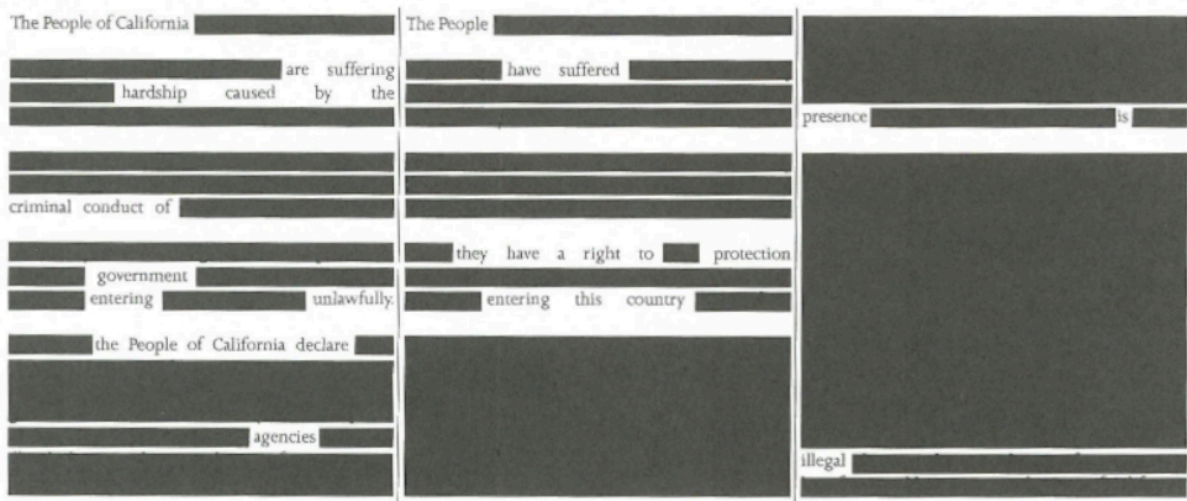 The People of California
are suffering
hardship caused by the
criminal conduct of
government
entering unlawfully.
the People of California declare
agencies
The People
have suffered
they have a right to protection
entering this country
presence is
illegal